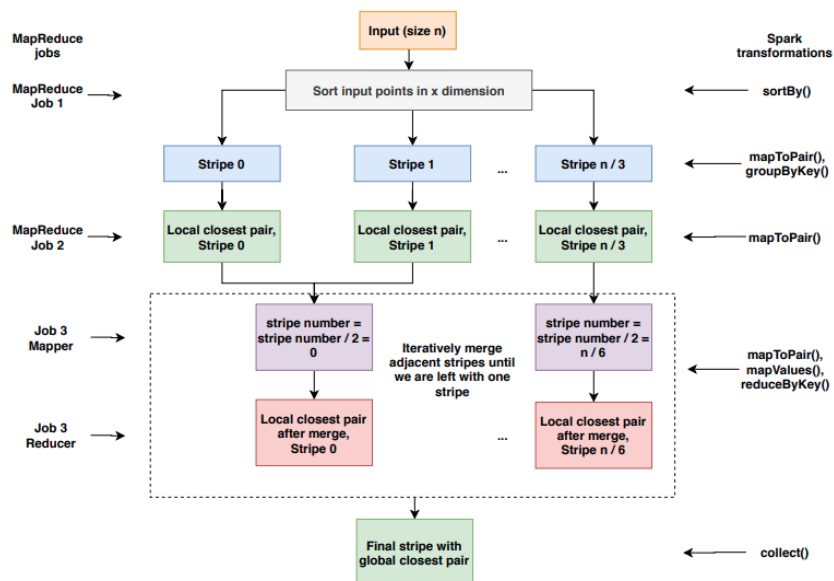 MapReduce
jobs
Input (size n)
Spark
transformations
MapReduce
Job 1
Sort input points in x dimension
sortBy()
Stripe 0
Stripe 1
...
Stripe n / 3
mapToPair(),
groupByKey()
MapReduce
Job 2
Local closest pair,
Stripe 0
Local closest pair,
Stripe 1
...
Local closest pair,
Stripe n/3
mapToPair()
Job 3
Mapper
stripe number =
stripe number / 2 =
0
Iteratively merge
adjacent stripes until
we are left with one
stripe
stripe number =
stripe number / 2 =
n / 6
mapToPair(),
mapValues(),
reduceByKey()
Job 3
Reducer
Local closest pair
after merge,
Stripe 0
...
Local closest pair
after merge,
Stripe n / 6
Final stripe with
global closest pair
collect()